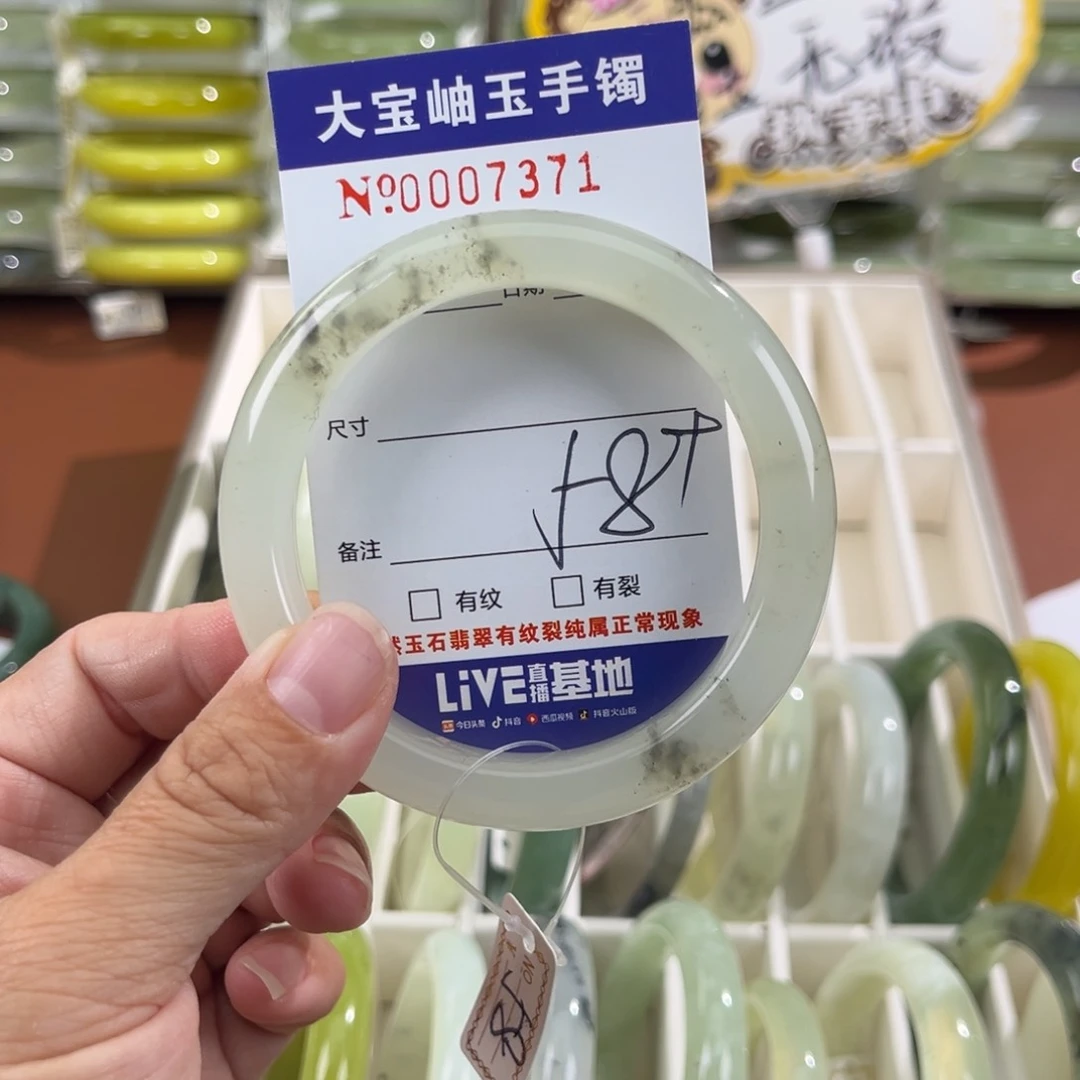 大宝岫玉手镯
№0007371
日期
尺寸
备注
有纹 有裂
然玉石翡翠有纹裂纯属正常现象
LiVE直播基地
今日头条 抖音 西瓜视频 抖音火山版